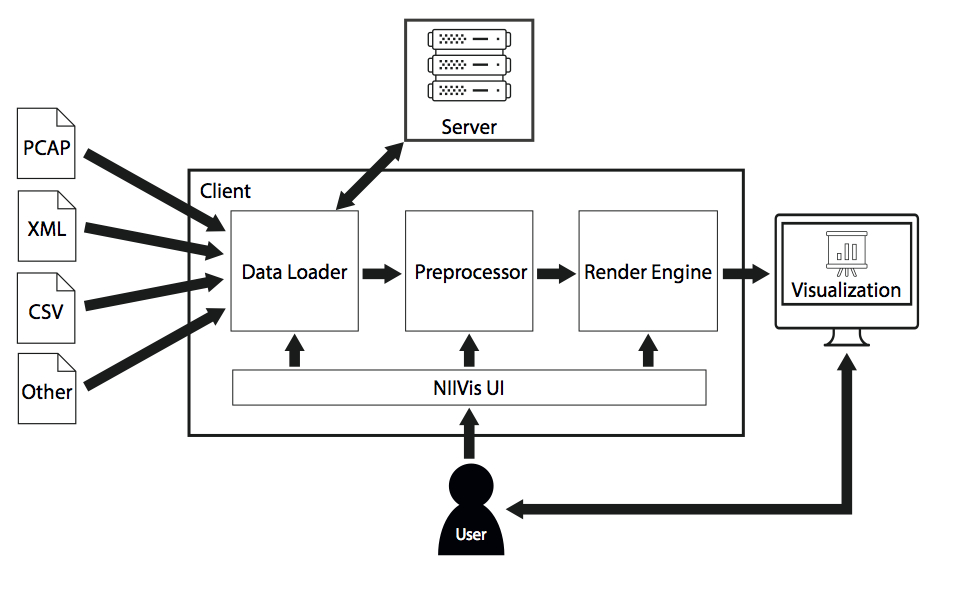 Server
PCAP
Client
XML
Data Loader
Preprocessor
Render Engine
Visualization
CSV
Other
NIIVis UI
User